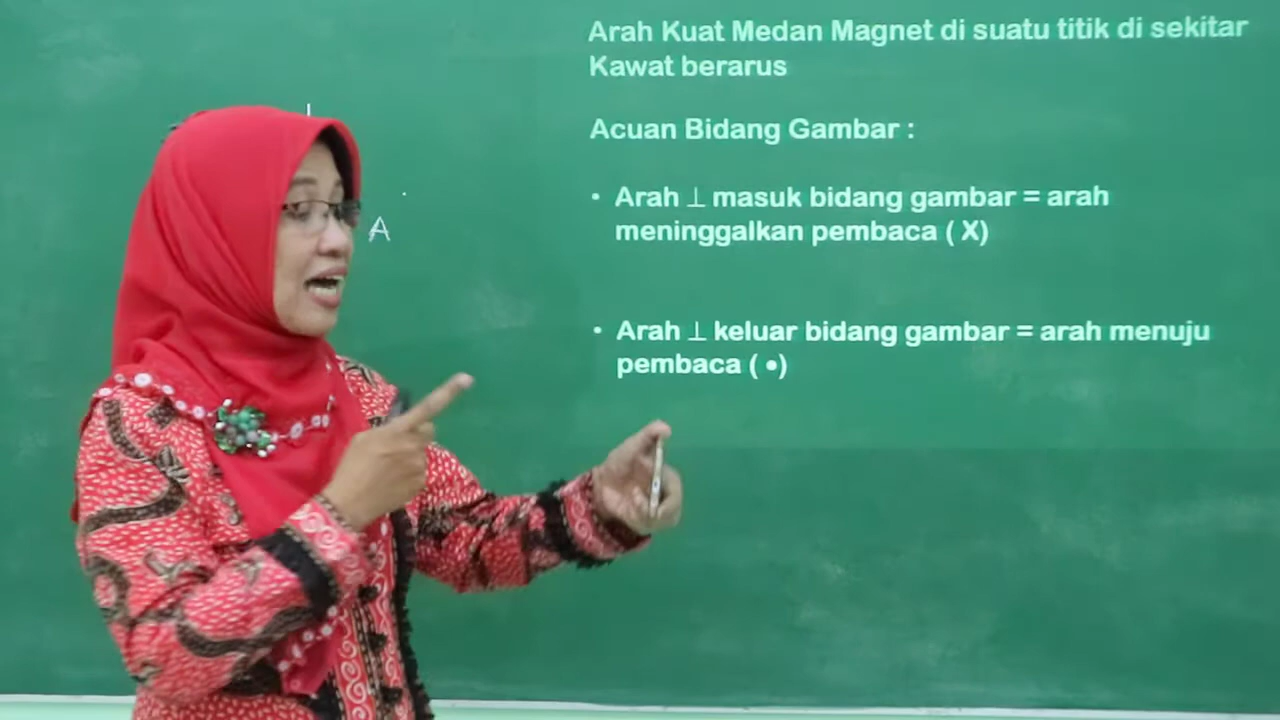 Arah Kuat Medan Magnet di suatu titik di sekitar
Kawat berarus
Acuan Bidang Gambar :
• Arah ⊥ masuk bidang gambar = arah
meninggalkan pembaca ( X)
• Arah ⊥ keluar bidang gambar = arah menuju
pembaca ( •)
A